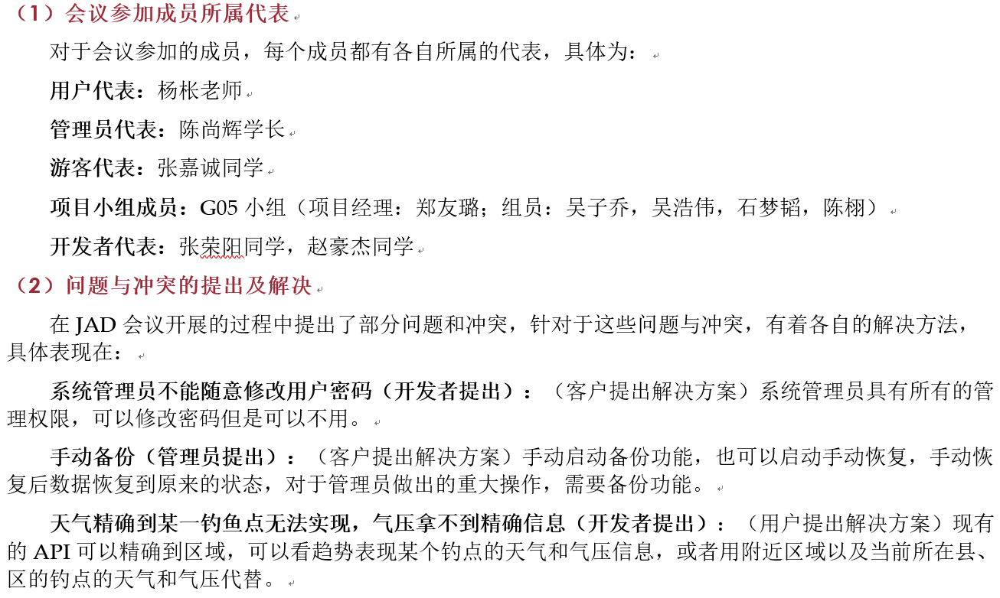 （1）会议参加成员所属代表
对于会议参加的成员，每个成员都有各自所属的代表，具体为：
用户代表：杨枨老师
管理员代表：陈尚辉学长
游客代表：张嘉诚同学
项目小组成员：G05 小组（项目经理：郑友璐；组员：吴子乔，吴浩伟，石梦韬，陈栩）
开发者代表：张荣阳同学，赵豪杰同学
（2）问题与冲突的提出及解决
在 JAD 会议开展的过程中提出了部分问题和冲突，针对于这些问题与冲突，有着各自的解决方法，
具体表现在：
系统管理员不能随意修改用户密码（开发者提出）：（客户提出解决方案）系统管理员具有所有的管
理权限，可以修改密码但是可以不用。
手动备份（管理员提出）：（客户提出解决方案）手动启动备份功能，也可以启动手动恢复，手动恢
复后数据恢复到原来的状态，对于管理员做出的重大操作，需要备份功能。
天气精确到某一钓鱼点无法实现，气压拿不到精确信息（开发者提出）：（用户提出解决方案）现有
的 API 可以精确到区域，可以看趋势表现某个钓点的天气和气压信息，或者用附近区域以及当前所在县、
区的钓点的天气和气压代替。